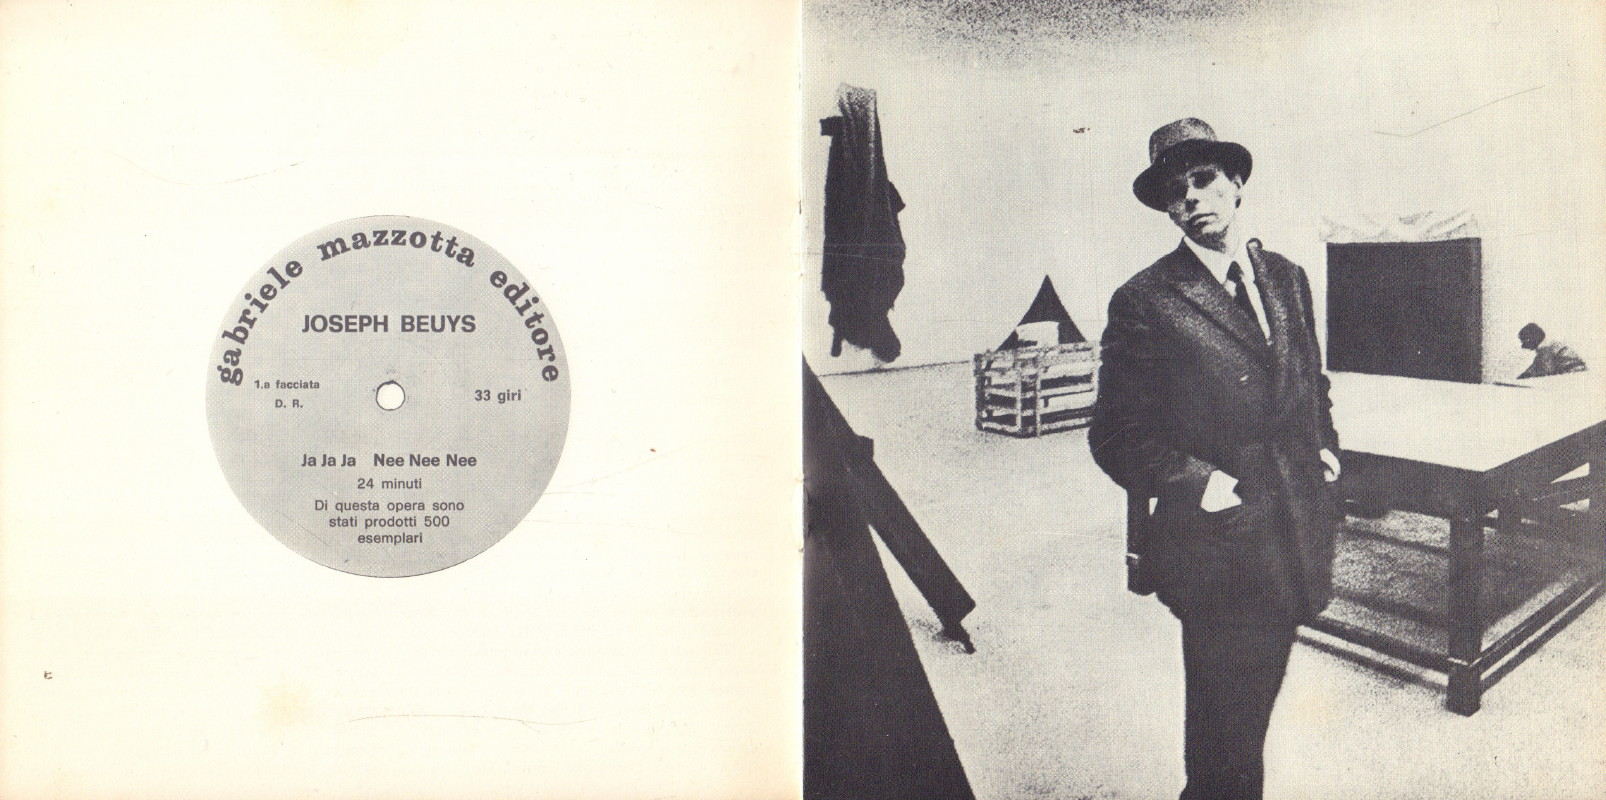 gabriele mazzotta editore
JOSEPH BEUYS
1.a facciata
D. R.
33 giri
Ja Ja Ja Nee Nee Nee
24 minuti
Di questa opera sono
stati prodotti 500
esemplari